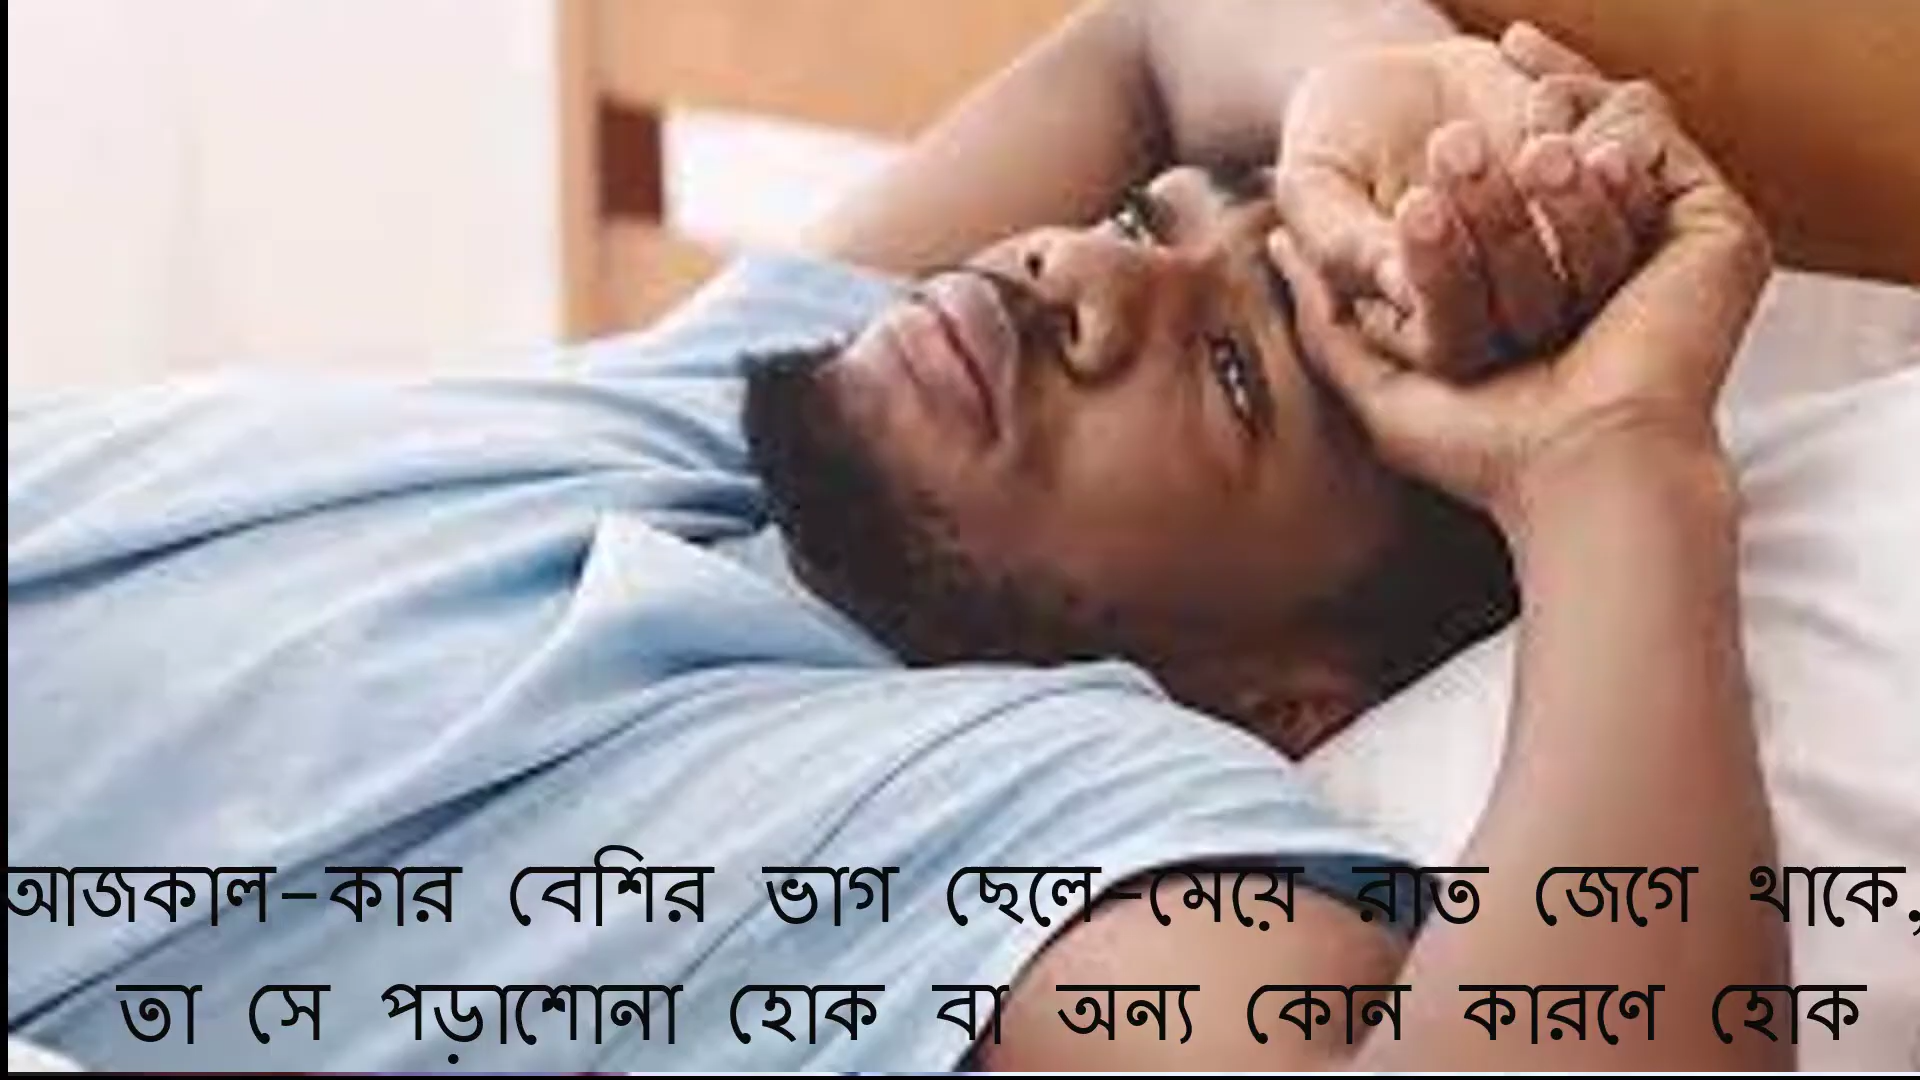 আজকাল-কার বেশির ভাগ ছেলে-মেয়ে রাত জেগে থাকে,
তা সে পড়াশোনা হোক বা অন্য কোন কারণে হোক